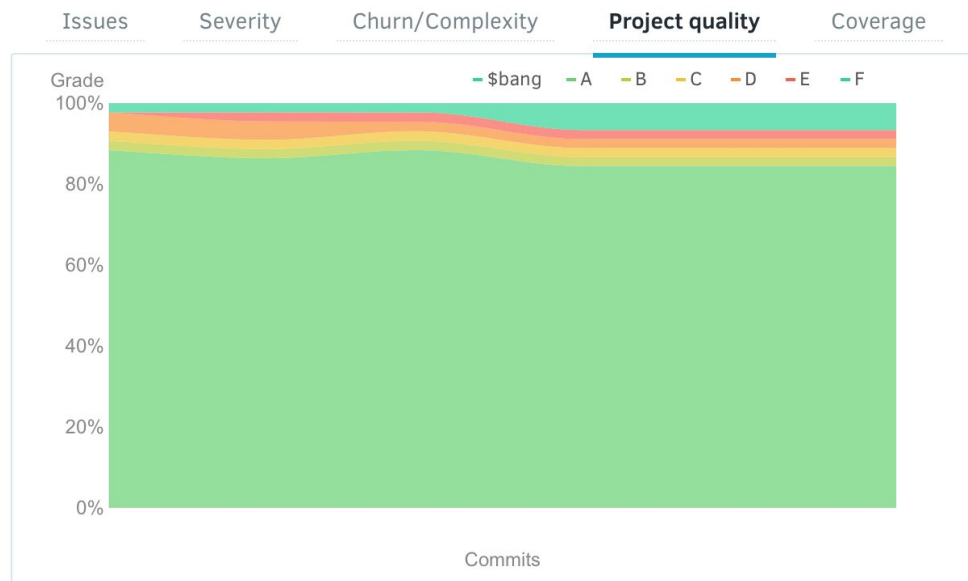 Issues Severity Churn/Complexity Project quality Coverage
Grade $bang A B C D E F
100%
80%
60%
40%
20%
0%
Commits